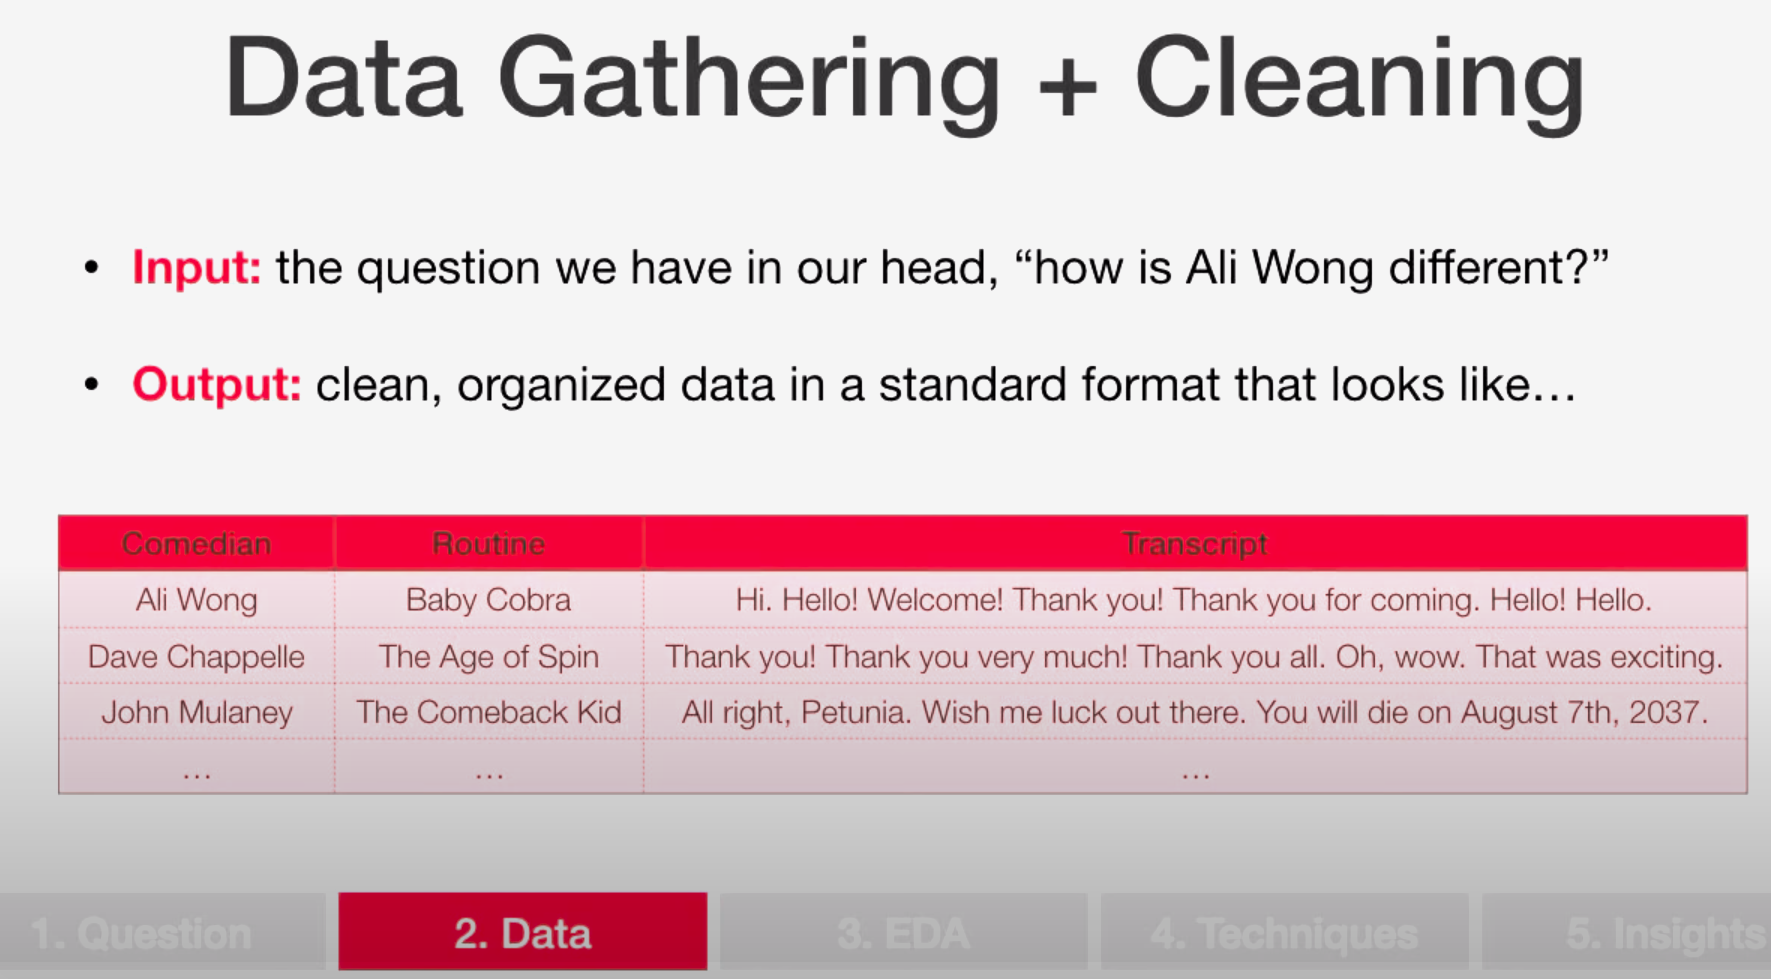 Data Gathering + Cleaning
• Input: the question we have in our head, “how is Ali Wong different?”
• Output: clean, organized data in a standard format that looks like…
Comedian Routine Transcript
Ali Wong Baby Cobra Hi. Hello! Welcome! Thank you! Thank you for coming. Hello! Hello.
Dave Chappelle The Age of Spin Thank you! Thank you very much! Thank you all. Oh, wow. That was exciting.
John Mulaney The Comeback Kid All right, Petunia. Wish me luck out there. You will die on August 7th, 2037.
… … …
1. Question 2. Data 3. EDA 4. Techniques 5. Insights